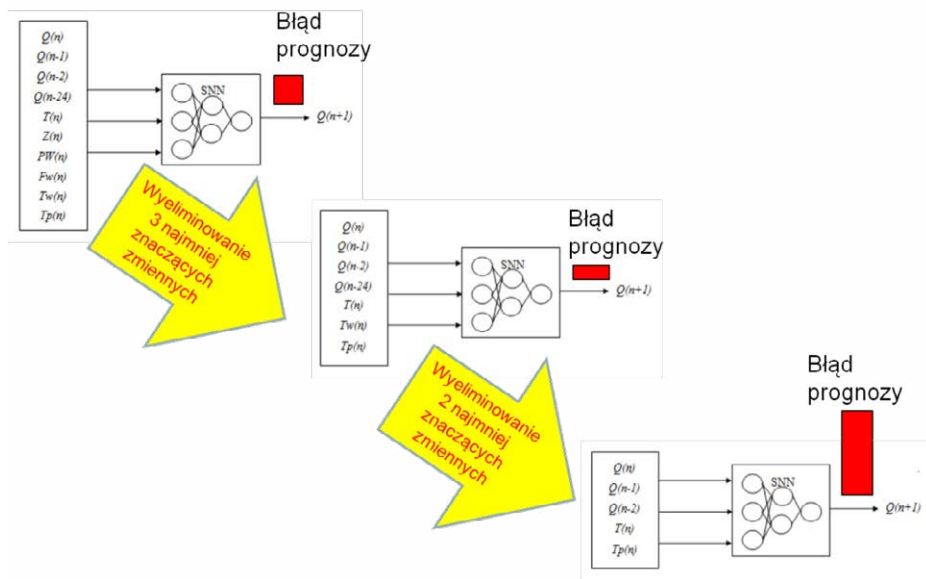 Błąd
prognozy
Q(n)
Q(n-1)
Q(n-2)
Q(n-24)
T(n)
Z(n)
PW(n)
Fw(n)
Tw(n)
Tp(n)
SNN
Q(n+1)
Wyeliminowanie
3 najmniej
znaczących
zmiennych
Błąd
prognozy
Q(n)
Q(n-1)
Q(n-2)
Q(n-24)
T(n)
Tw(n)
Tp(n)
SNN
Q(n+1)
Wyeliminowanie
2 najmniej
znaczących
zmiennych
Błąd
prognozy
Q(n)
Q(n-1)
Q(n-2)
T(n)
Tp(n)
SNN
Q(n+1)